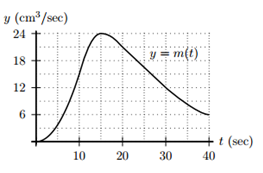 y (cm³/sec)
24
y = m(t)
18
12
6
t (sec)
10 20 30 40